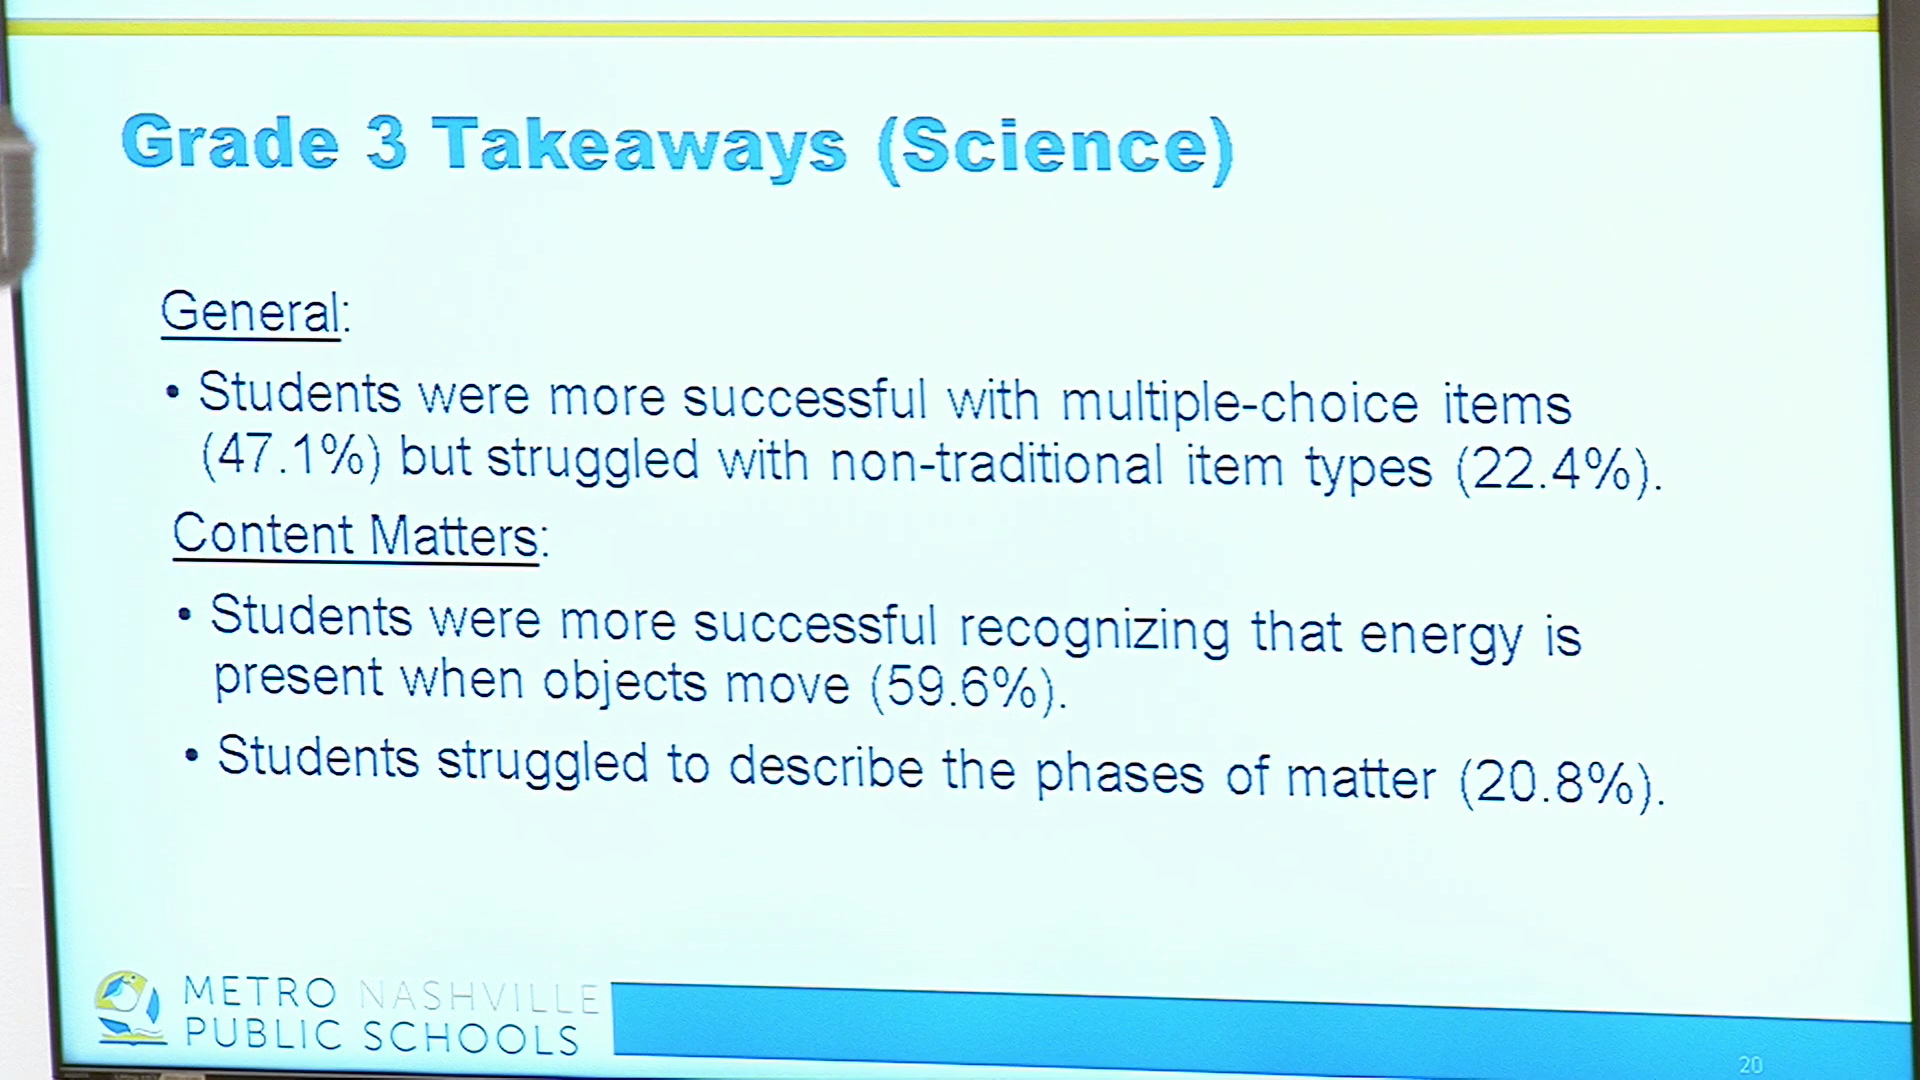 Grade 3 Takeaways (Science)
General:
• Students were more successful with multiple-choice items
(47.1%) but struggled with non-traditional item types (22.4%).
Content Matters:
• Students were more successful recognizing that energy is
present when objects move (59.6%).
• Students struggled to describe the phases of matter (20.8%).
METRO NASHVILLE
PUBLIC SCHOOLS
20